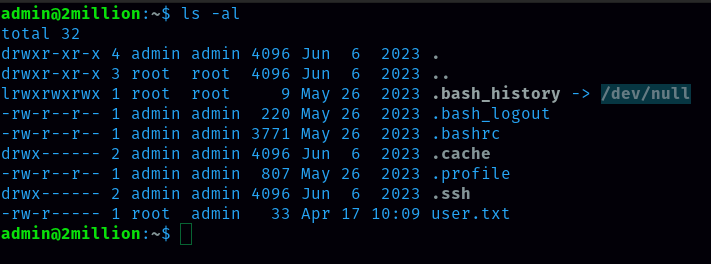 admin@2million:~$ ls -al
total 32
drwxr-xr-x 4 admin admin 4096 Jun  6  2023 .
drwxr-xr-x 3 root  root  4096 Jun  6  2023 ..
lrwxrwxrwx 1 root  root     9 May 26  2023 .bash_history -> /dev/null
-rw-r--r-- 1 admin admin  220 May 26  2023 .bash_logout
-rw-r--r-- 1 admin admin 3771 May 26  2023 .bashrc
drwx------ 2 admin admin 4096 Jun  6  2023 .cache
-rw-r--r-- 1 admin admin  807 May 26  2023 .profile
drwx------ 2 admin admin 4096 Jun  6  2023 .ssh
-rw-r----- 1 root  admin   33 Apr 17 10:09 user.txt
admin@2million:~$